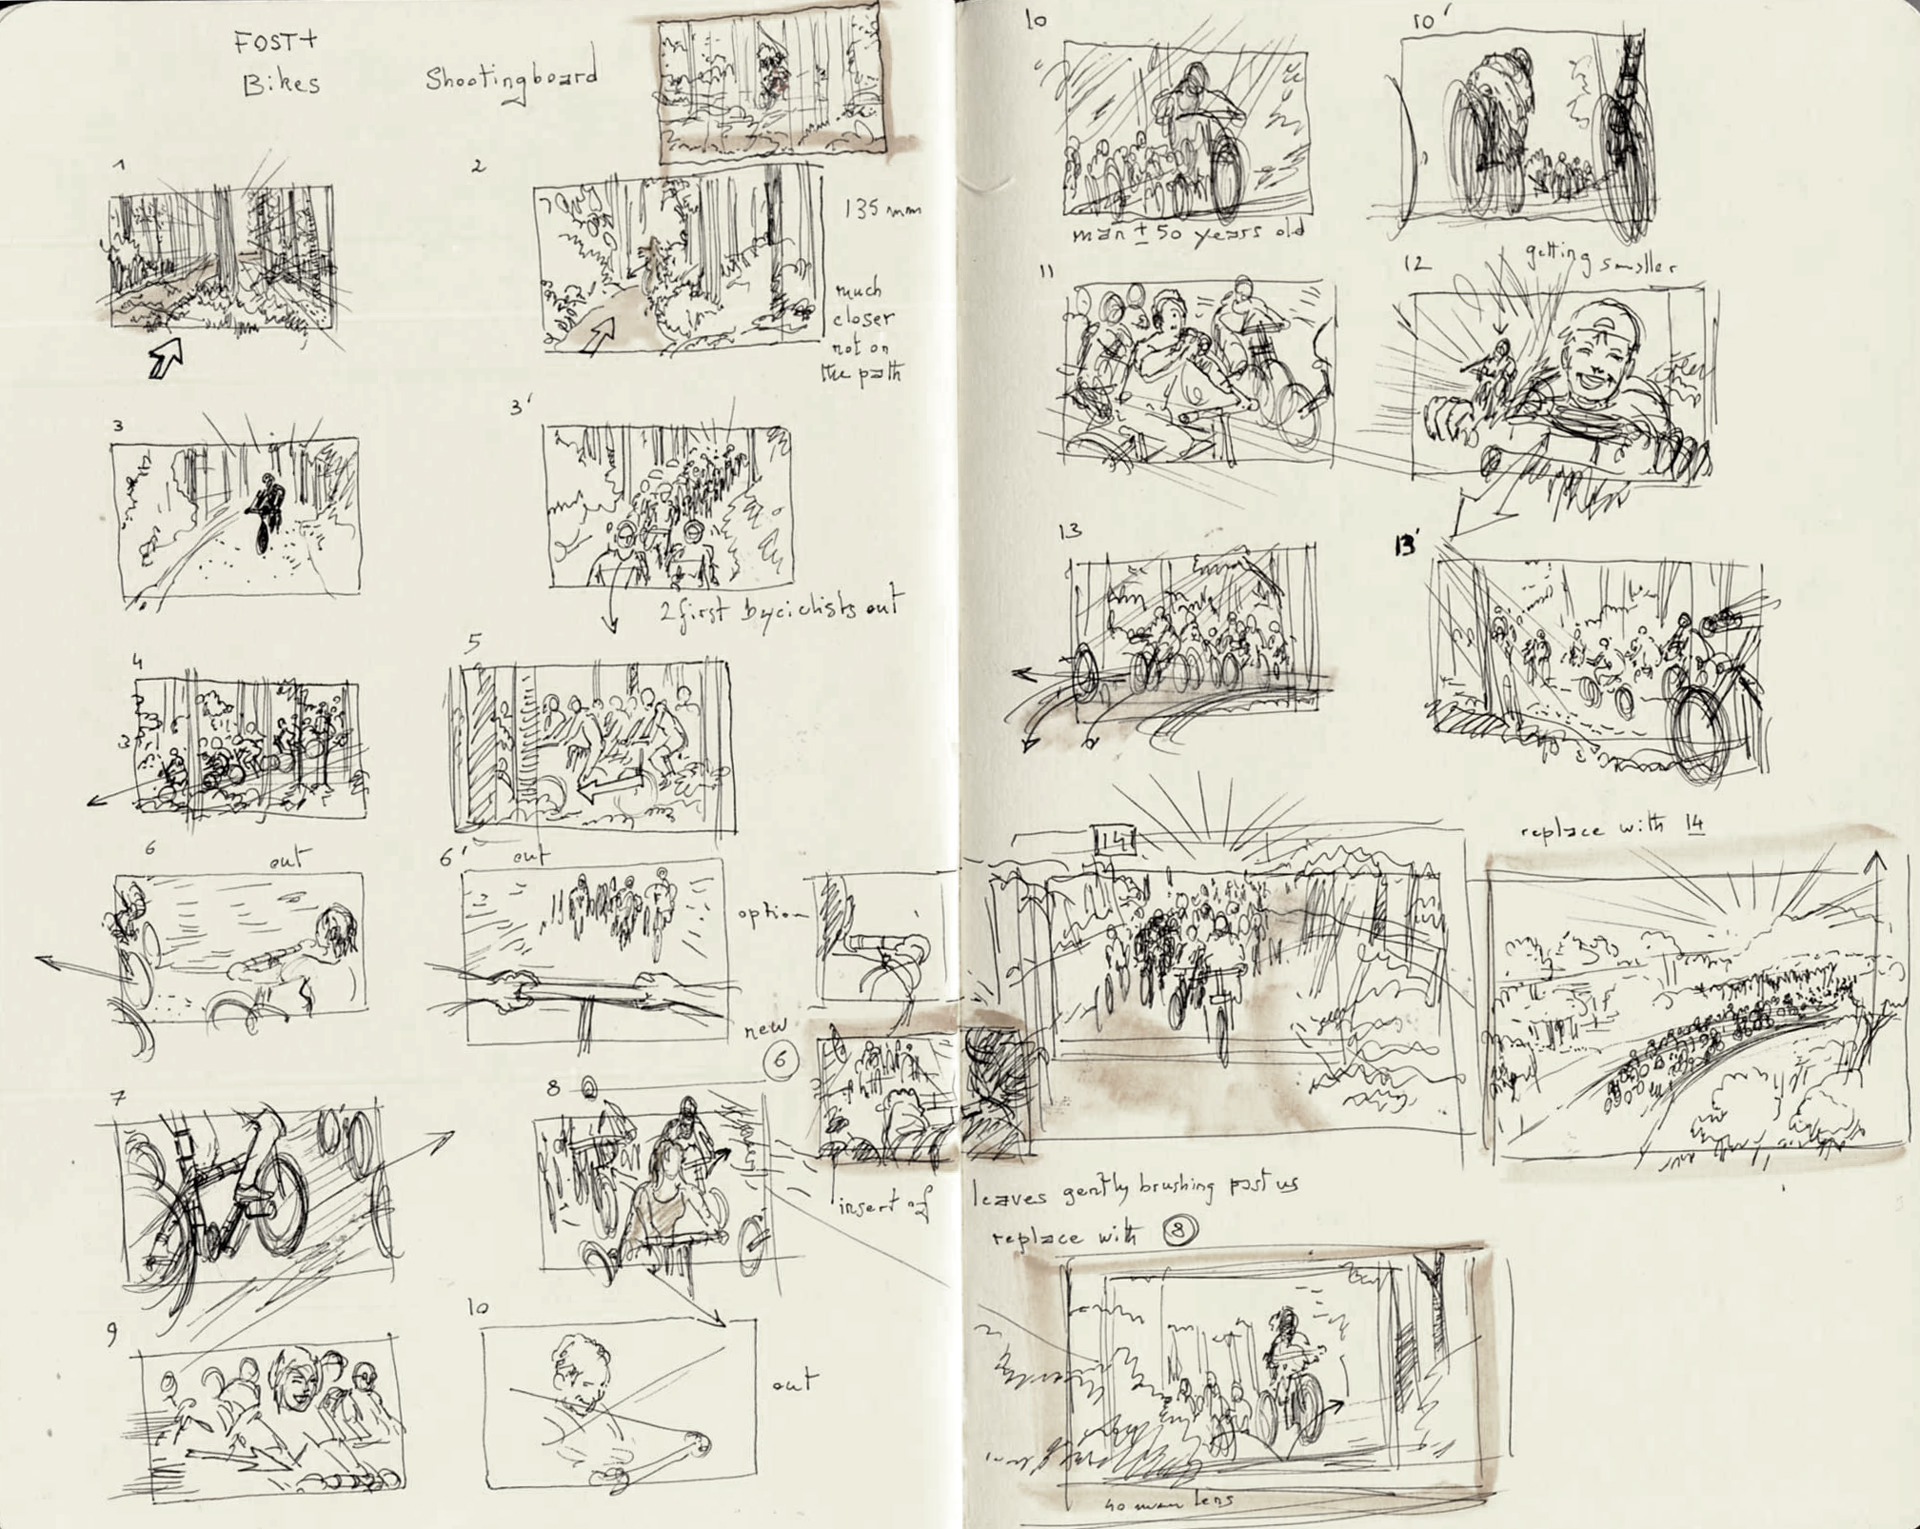 FOST+
Bikes
Shootingboard
1
2
135 mm
much
closer
not on
the path
3
3'
2 first byciclists out
4
5
6
out
6'
out
option
new
6
insert of
7
8
9
10
out
10
man ± 50 years old
10'
11
12
getting smaller
13
13'
14
replace with 14
leaves gently brushing past us
replace with 8
40 mm lens